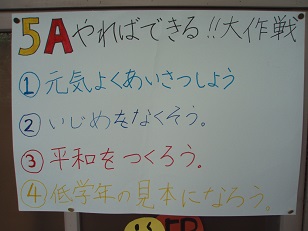 5Aやればできる!!大作戦
①元気よくあいさつしよう
②いじめをなくそう。
③平和をつくろう。
④低学年の見本になろう。